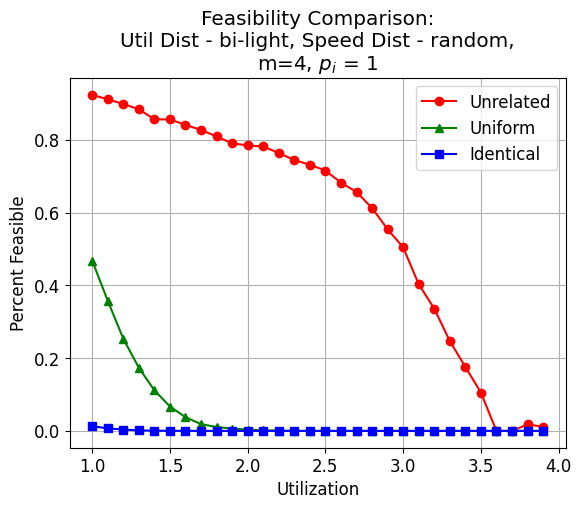 Feasibility Comparison:
Util Dist - bi-light, Speed Dist - random,
m=4, $p_i$ = 1
Unrelated
Uniform
Identical
Percent Feasible
0.8
0.6
0.4
0.2
0.0
1.0 1.5 2.0 2.5 3.0 3.5 4.0
Utilization